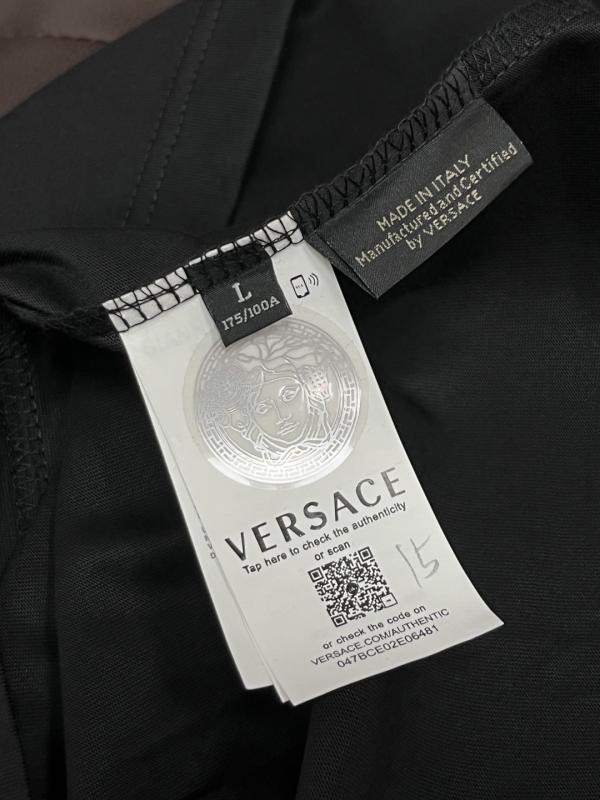 MADE IN ITALY
Manufactured and Certified
by VERSACE
L
175/100A
VERSACE
Tap here to check the authenticity
or scan
15
or check the code on
VERSACE.COM/AUTHENTIC
047BCE02E06481